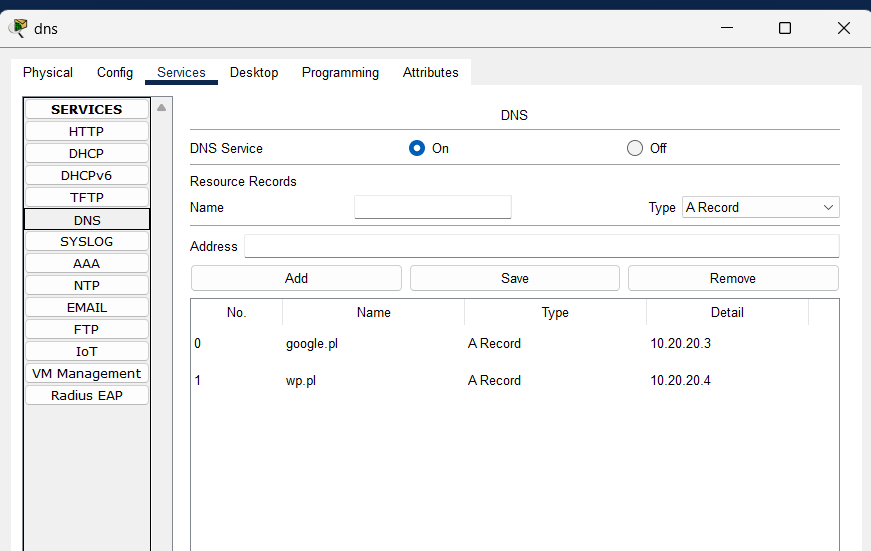 dns
Physical Config Services Desktop Programming Attributes
SERVICES
HTTP
DHCP
DHCPv6
TFTP
DNS
SYSLOG
AAA
NTP
EMAIL
FTP
IoT
VM Management
Radius EAP
DNS
DNS Service On Off
Resource Records
Name Type A Record
Address
Add Save Remove
No. Name Type Detail
0 google.pl A Record 10.20.20.3
1 wp.pl A Record 10.20.20.4